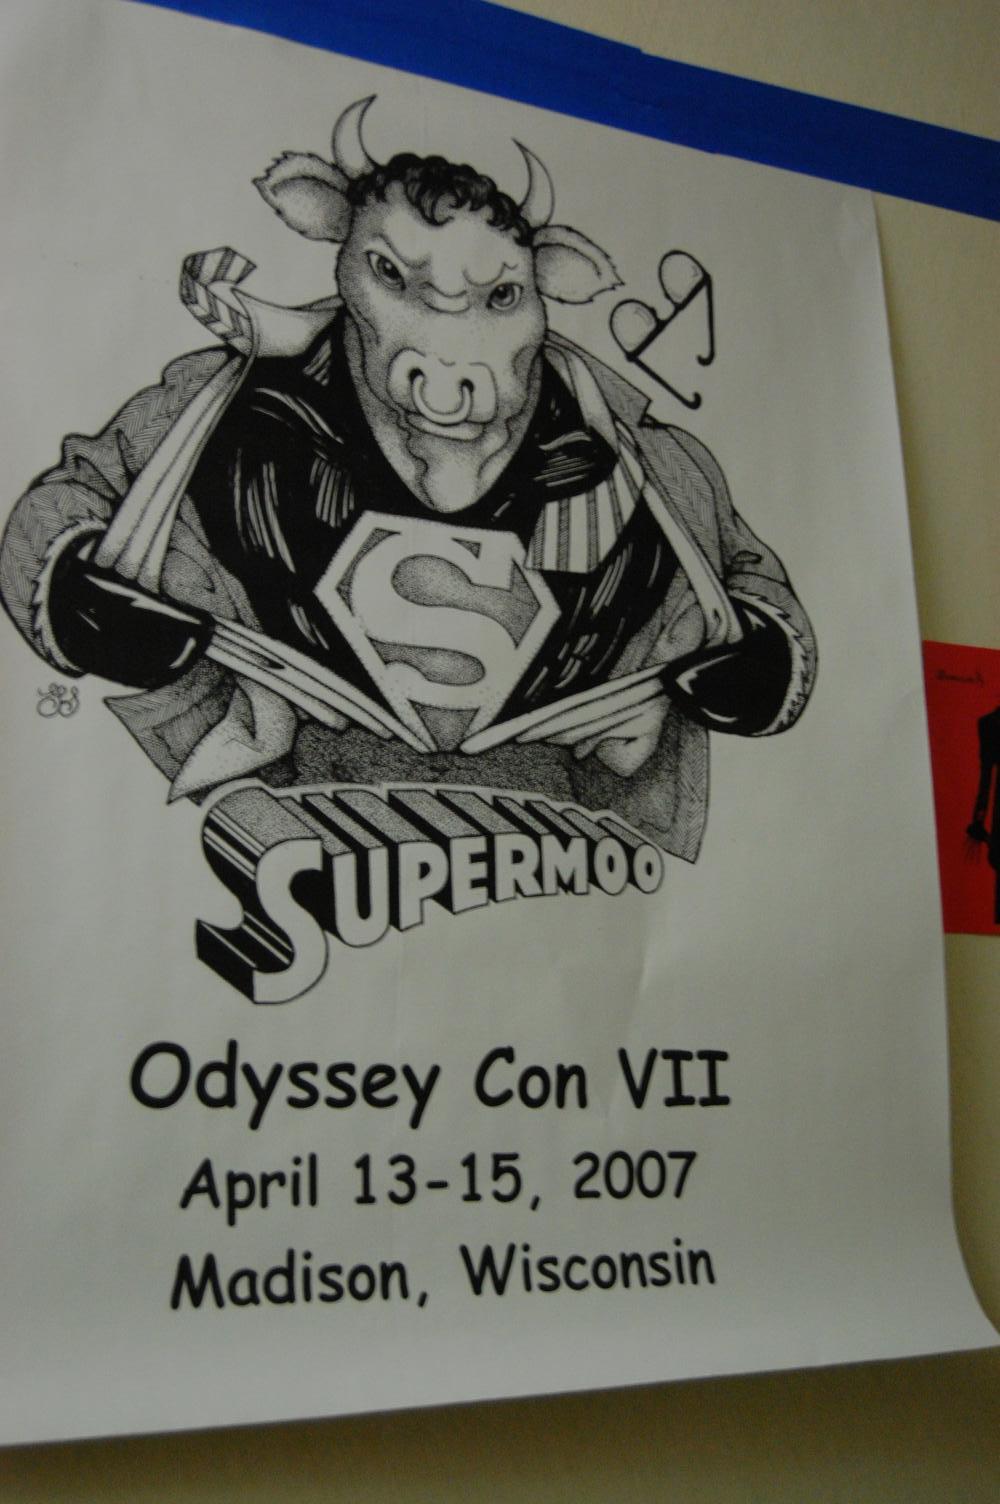 S
SUPERMOO
Odyssey Con VII
April 13-15, 2007
Madison, Wisconsin